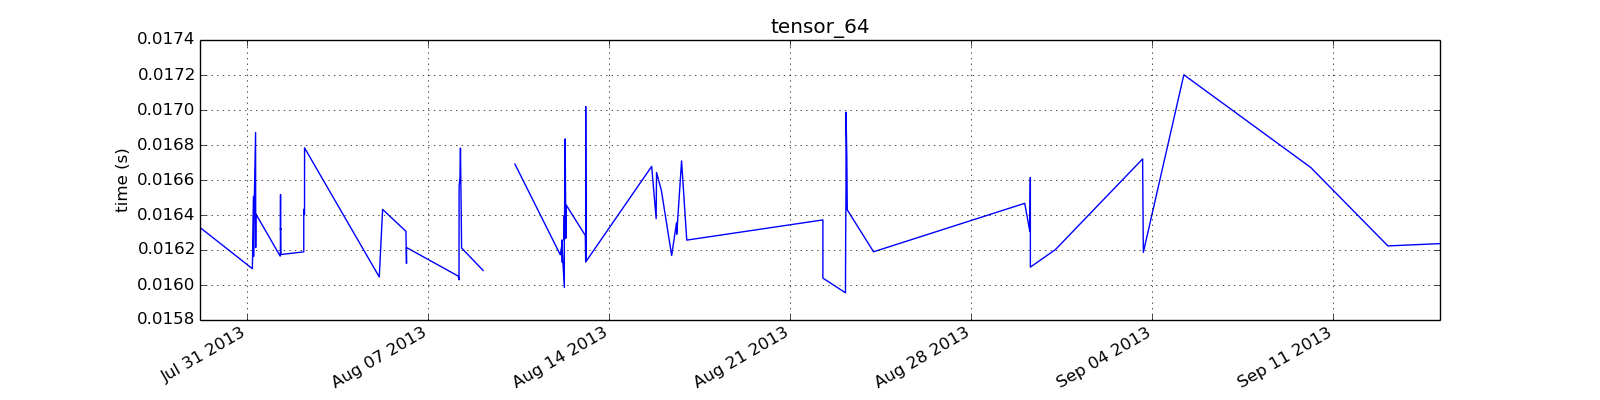 tensor_64
0.0174
0.0172
0.0170
0.0168
0.0166
0.0164
0.0162
0.0160
0.0158
time (s)
Jul 31 2013
Aug 07 2013
Aug 14 2013
Aug 21 2013
Aug 28 2013
Sep 04 2013
Sep 11 2013